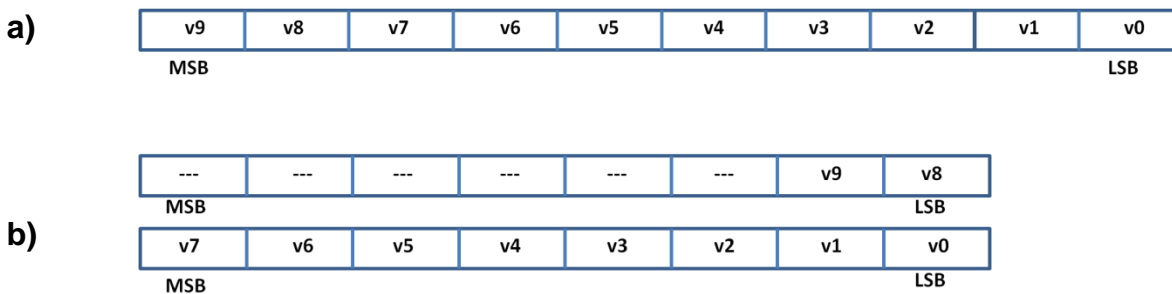 a) v9 v8 v7 v6 v5 v4 v3 v2 v1 v0
MSB LSB
--- --- --- --- --- --- v9 v8
MSB LSB
b)
v7 v6 v5 v4 v3 v2 v1 v0
MSB LSB